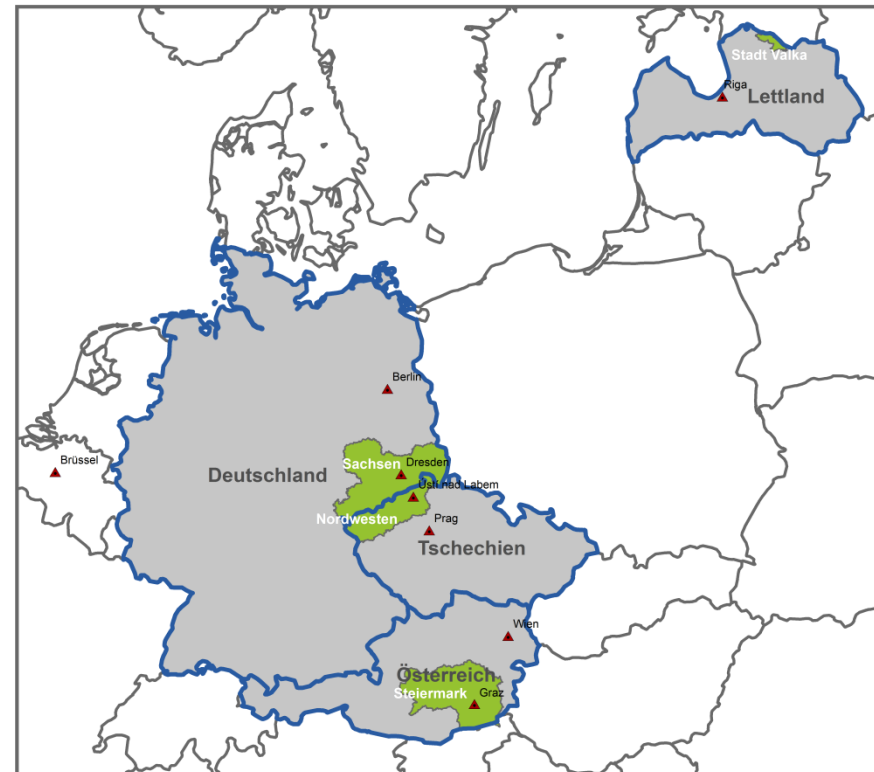 Stadt Valka
Riga
Lettland
Berlin
Brüssel
Sachsen
Dresden
Deutschland
Ústí nad Labem
Nordwesten
Prag
Tschechien
Wien
Österreich
Steiermark
Graz